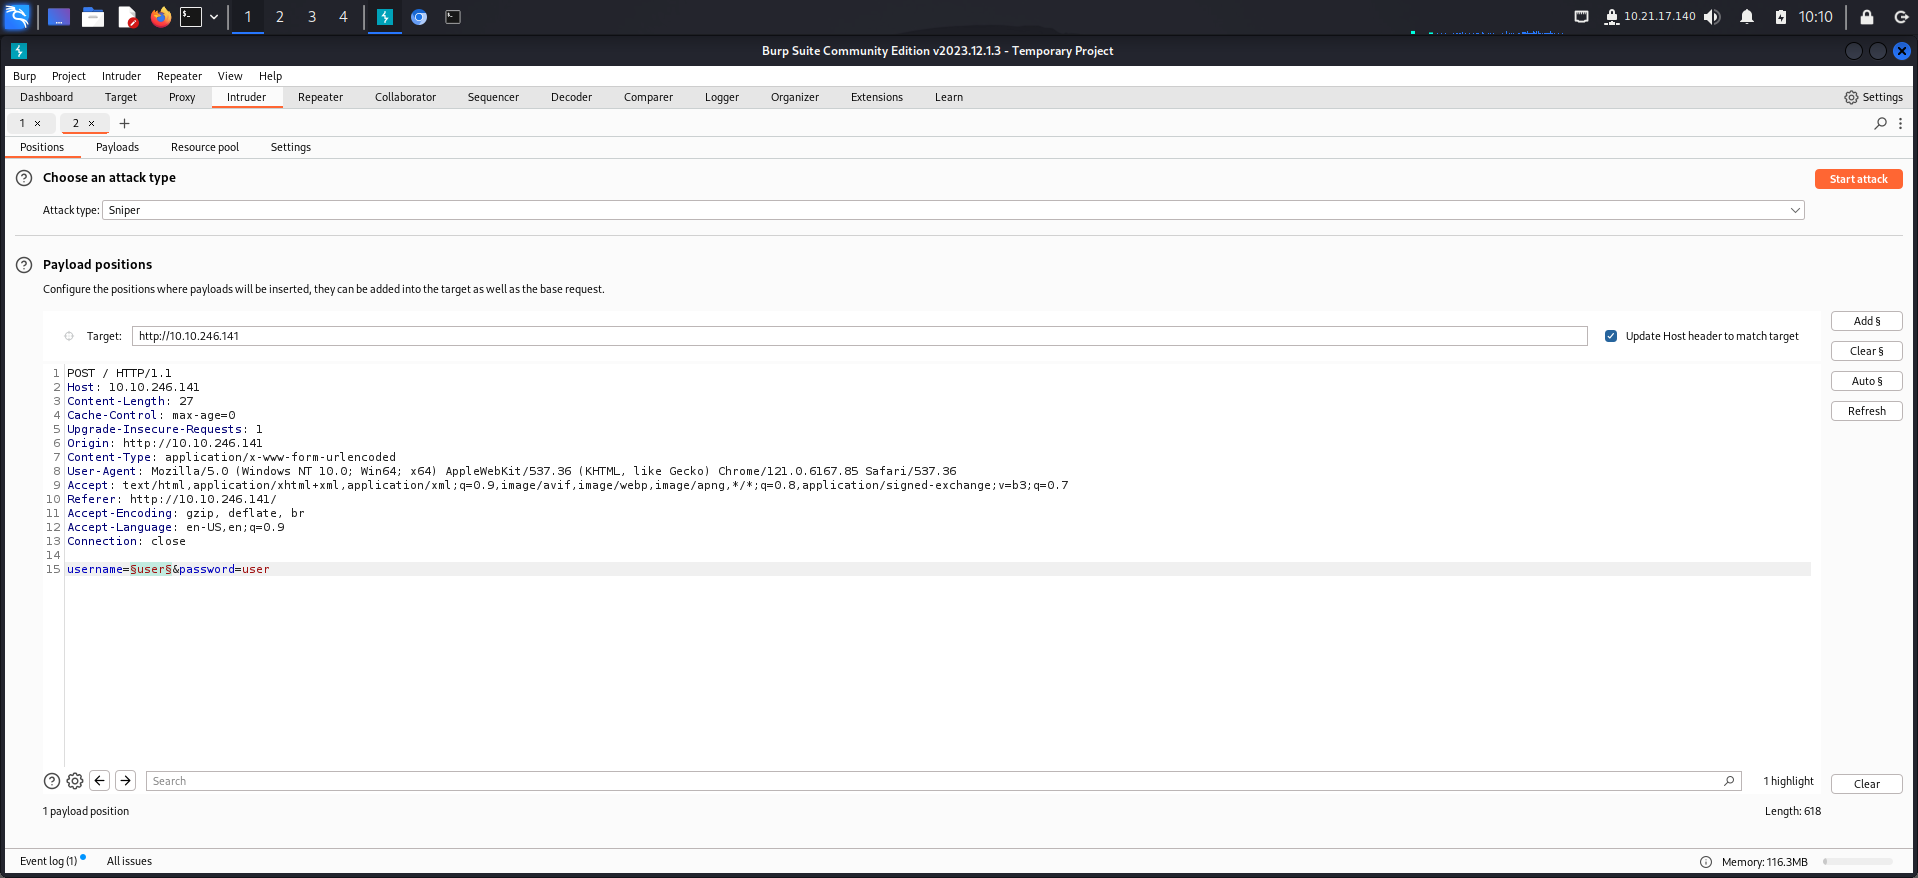 1 2 3 4 10.21.17.140 10:10
Burp Suite Community Edition v2023.12.1.3 - Temporary Project
Burp Project Intruder Repeater View Help
Dashboard Target Proxy Intruder Repeater Collaborator Sequencer Decoder Comparer Logger Organizer Extensions Learn Settings
1 × 2 × +
Positions Payloads Resource pool Settings
Choose an attack type
Start attack
Attack type: Sniper
Payload positions
Configure the positions where payloads will be inserted, they can be added into the target as well as the base request.
Target: http://10.10.246.141 Update Host header to match target
Add §
Clear §
Auto §
Refresh
1 POST / HTTP/1.1
2 Host: 10.10.246.141
3 Content-Length: 27
4 Cache-Control: max-age=0
5 Upgrade-Insecure-Requests: 1
6 Origin: http://10.10.246.141
7 Content-Type: application/x-www-form-urlencoded
8 User-Agent: Mozilla/5.0 (Windows NT 10.0; Win64; x64) AppleWebKit/537.36 (KHTML, like Gecko) Chrome/121.0.6167.85 Safari/537.36
9 Accept: text/html,application/xhtml+xml,application/xml;q=0.9,image/avif,image/webp,image/apng,*/*;q=0.8,application/signed-exchange;v=b3;q=0.7
10 Referer: http://10.10.246.141/
11 Accept-Encoding: gzip, deflate, br
12 Accept-Language: en-US,en;q=0.9
13 Connection: close
14
15 username=§user§&password=user
Search 1 highlight Clear
1 payload position Length: 618
Event log (1) All issues Memory: 116.3MB